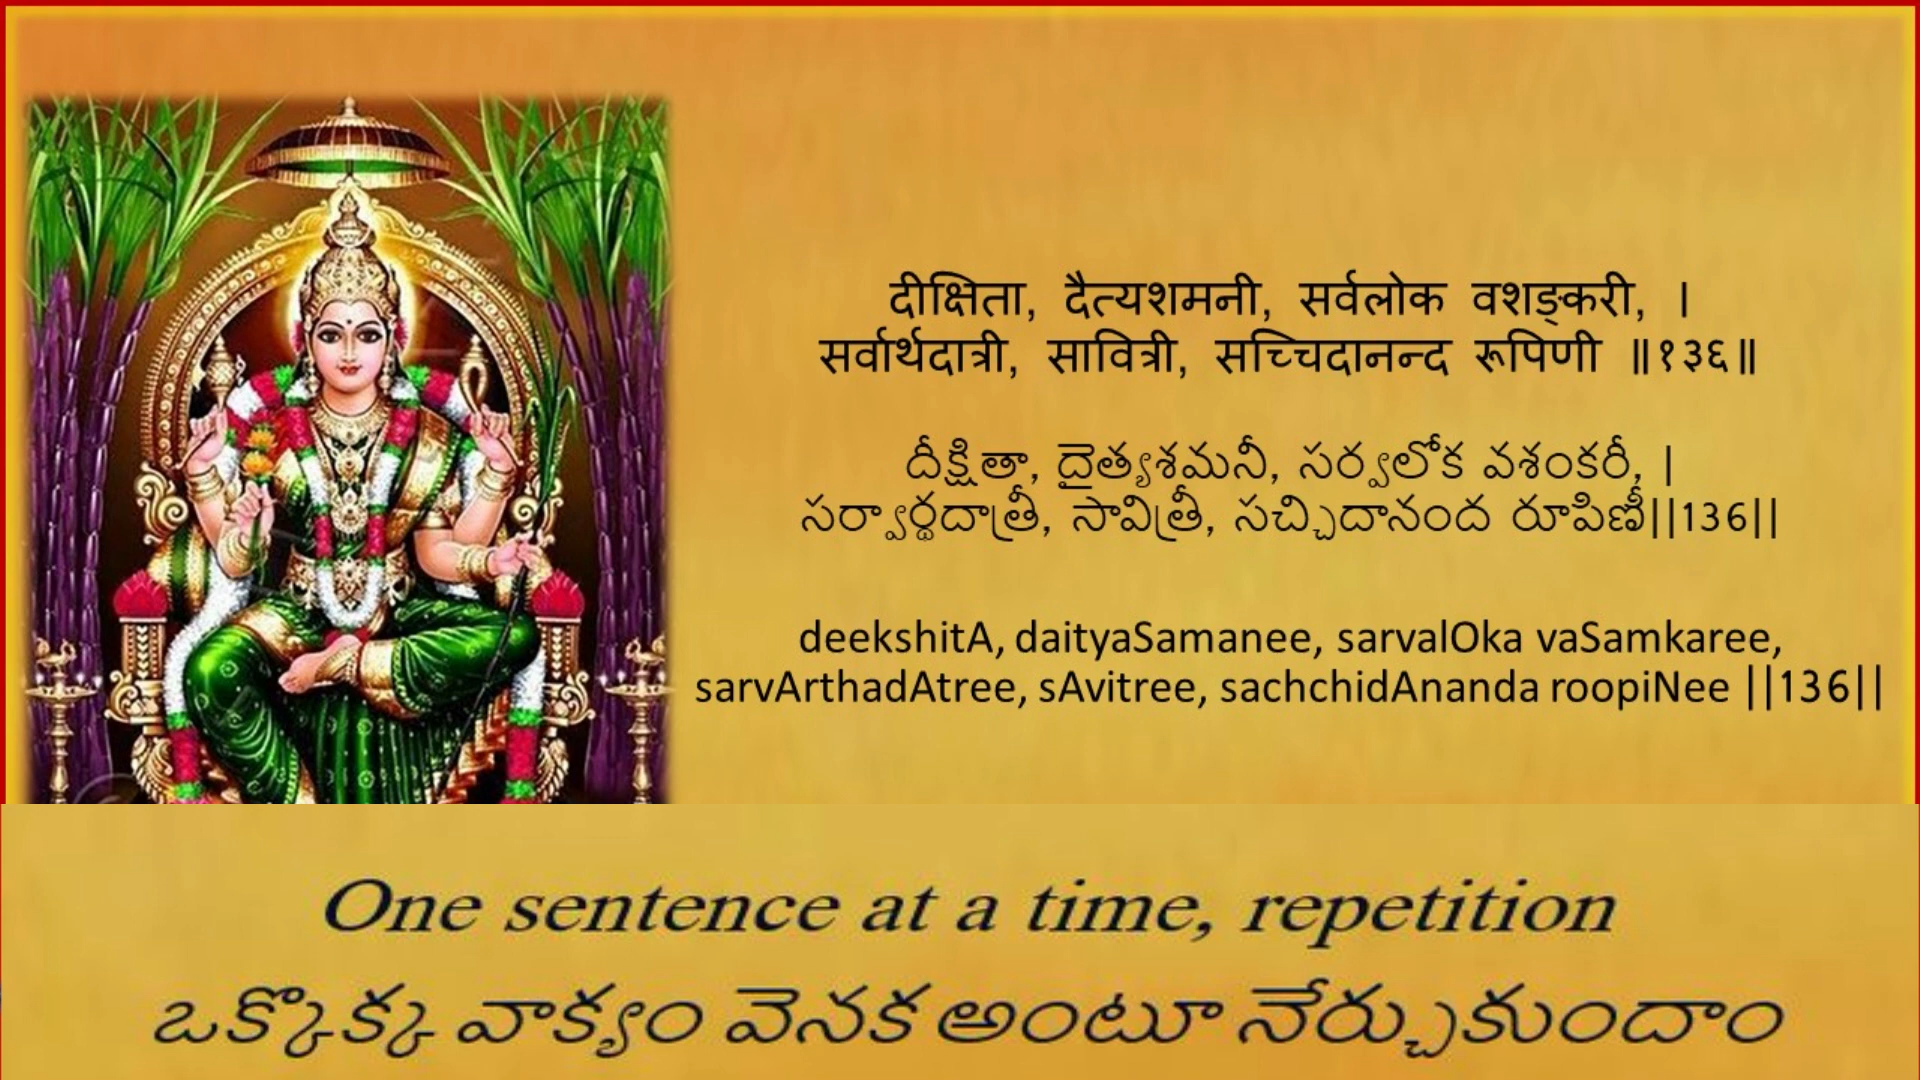 दीक्षिता, दैत्यशमनी, सर्वलोक वशङ्करी, ।
सर्वार्थदात्री, सावित्री, सच्चिदानन्द रूपिणी ॥१३६॥
దీక్షితా, దైత్యశమనీ, సర్వలోక వశంకరీ, |
సర్వార్థదాత్రీ, సావిత్రీ, సచ్చిదానంద రూపిణీ||136||
deekshitA, daityaSamanee, sarvalOka vaSamkaree,
sarvArthadAtree, sAvitree, sachchidAnanda roopiNee ||136||
One sentence at a time, repetition
ఒక్కొక్క వాక్యం వెనక అంటూ నేర్చుకుందాం